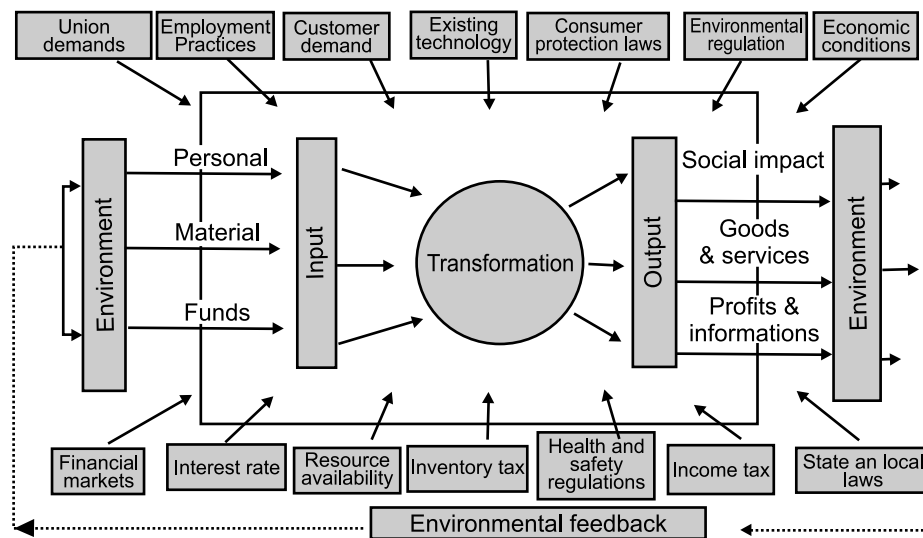 Union
demands
Employment
Practices
Customer
demand
Existing
technology
Consumer
protection laws
Environmental
regulation
Economic
conditions
Environment
Personal
Material
Funds
Input
Transformation
Output
Social impact
Goods
& services
Profits &
informations
Environment
Financial
markets
Interest rate
Resource
availability
Inventory tax
Health and
safety
regulations
Income tax
State an local
laws
Environmental feedback